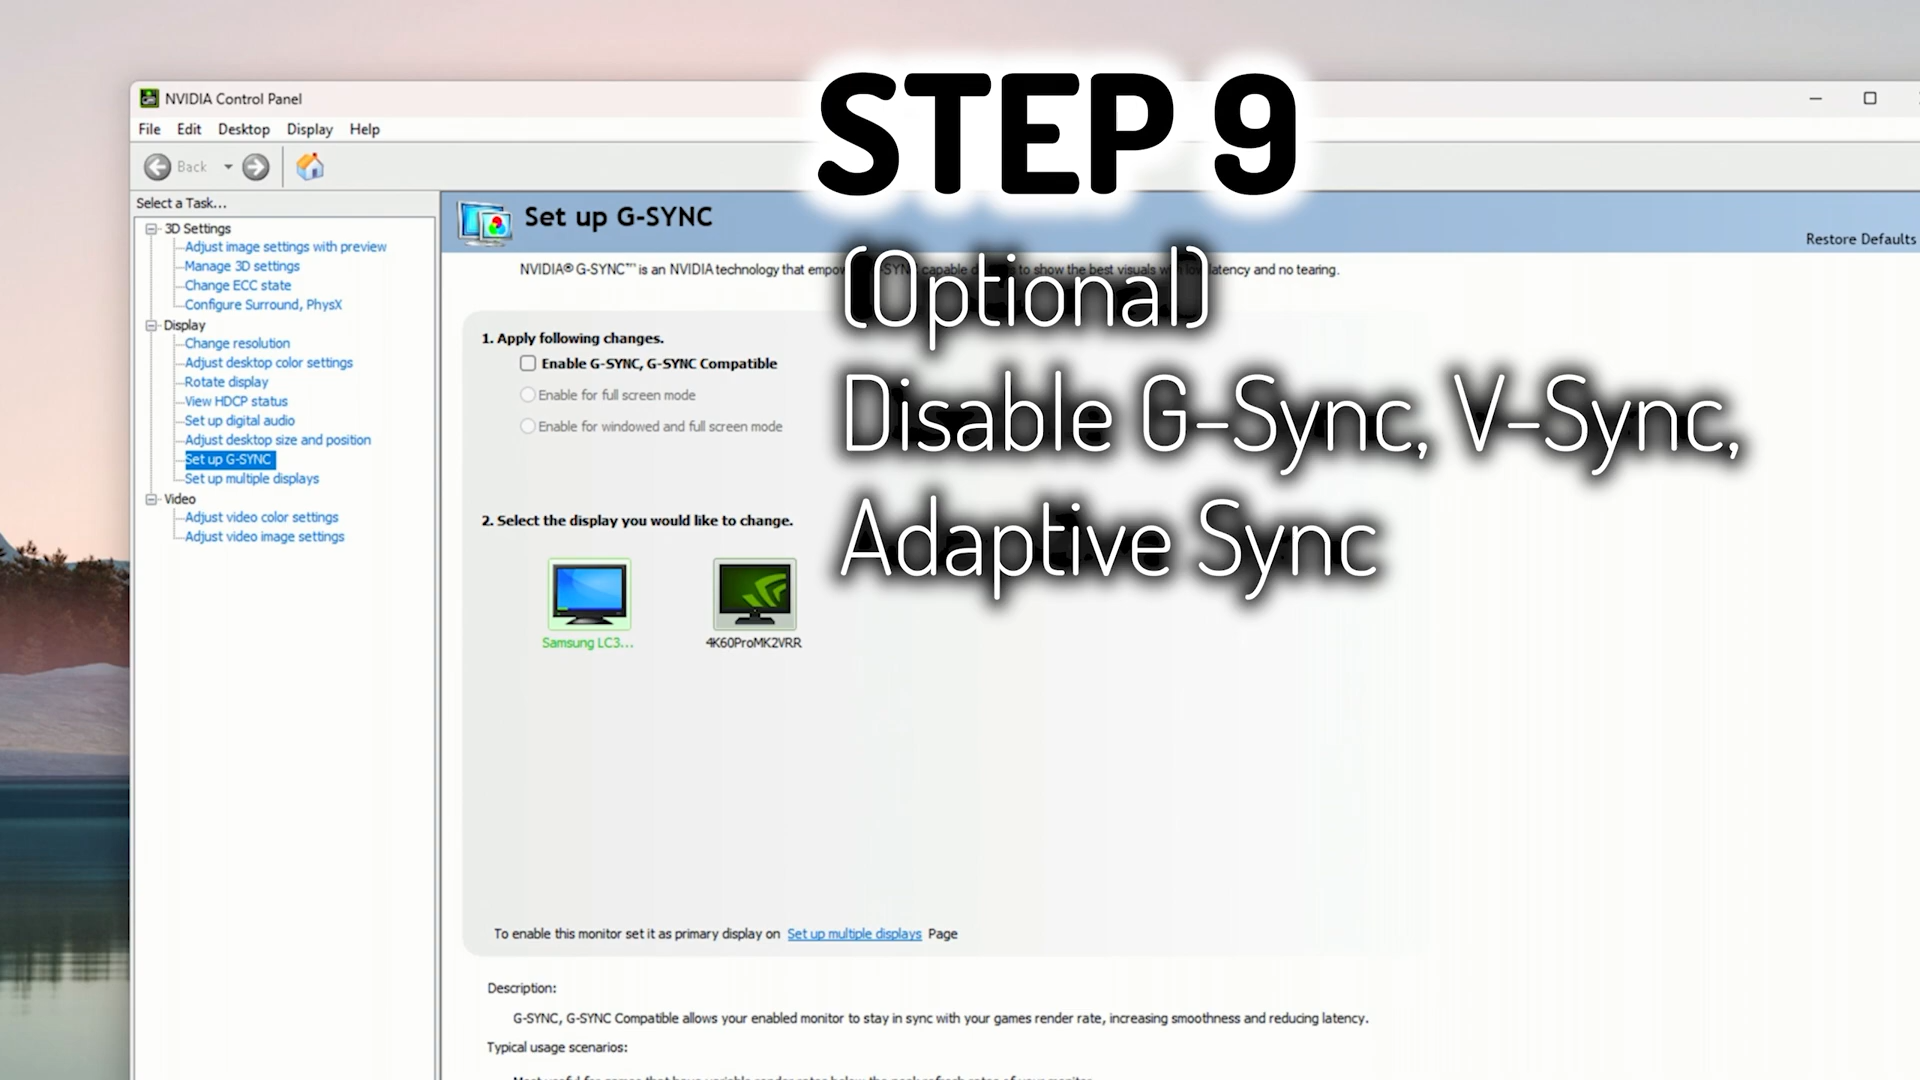 STEP 9
(Optional)
Disable G-Sync, V-Sync,
Adaptive Sync
NVIDIA Control Panel
File Edit Desktop Display Help
Back
Select a Task...
3D Settings
Adjust image settings with preview
Manage 3D settings
Change ECC state
Configure Surround, PhysX
Display
Change resolution
Adjust desktop color settings
Rotate display
View HDCP status
Set up digital audio
Adjust desktop size and position
Set up G-SYNC
Set up multiple displays
Video
Adjust video color settings
Adjust video image settings
Set up G-SYNC
Restore Defaults
NVIDIA® G-SYNC™ is an NVIDIA technology that to show the best visuals latency and no tearing.
1. Apply following changes.
Enable G-SYNC, G-SYNC Compatible
Enable for full screen mode
Enable for windowed and full screen mode
2. Select the display you would like to change.
Samsung LC3...
4K60ProMK2VRR
To enable this monitor set it as primary display on Set up multiple displays Page
Description:
G-SYNC, G-SYNC Compatible allows your enabled monitor to stay in sync with your games render rate, increasing smoothness and reducing latency.
Typical usage scenarios: